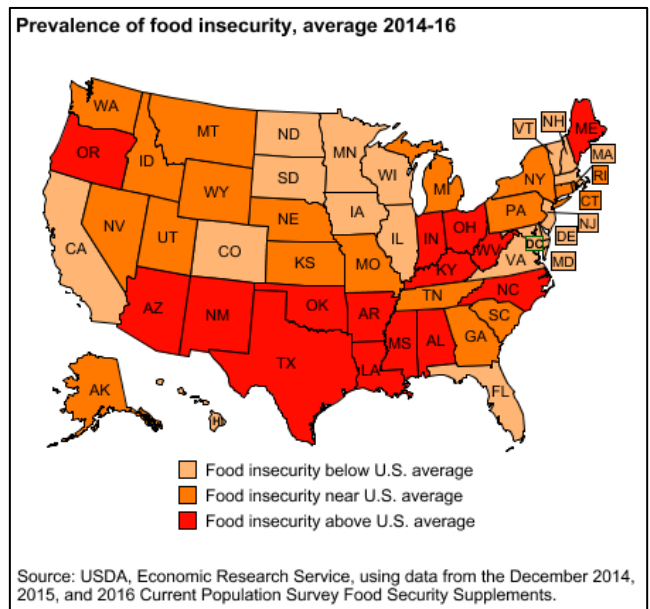 Prevalence of food insecurity, average 2014-16
WA
OR
MT
ID
WY
ND
SD
MN
WI
MI
VT
NH
ME
MA
RI
NY
CT
PA
NJ
DE
MD
DC
NV
UT
CO
CA
NE
KS
IA
IL
MO
IN
OH
WV
VA
KY
NC
TN
SC
GA
AZ
NM
OK
AR
TX
LA
MS
AL
FL
AK
HI
Food insecurity below U.S. average
Food insecurity near U.S. average
Food insecurity above U.S. average
Source: USDA, Economic Research Service, using data from the December 2014,
2015, and 2016 Current Population Survey Food Security Supplements.